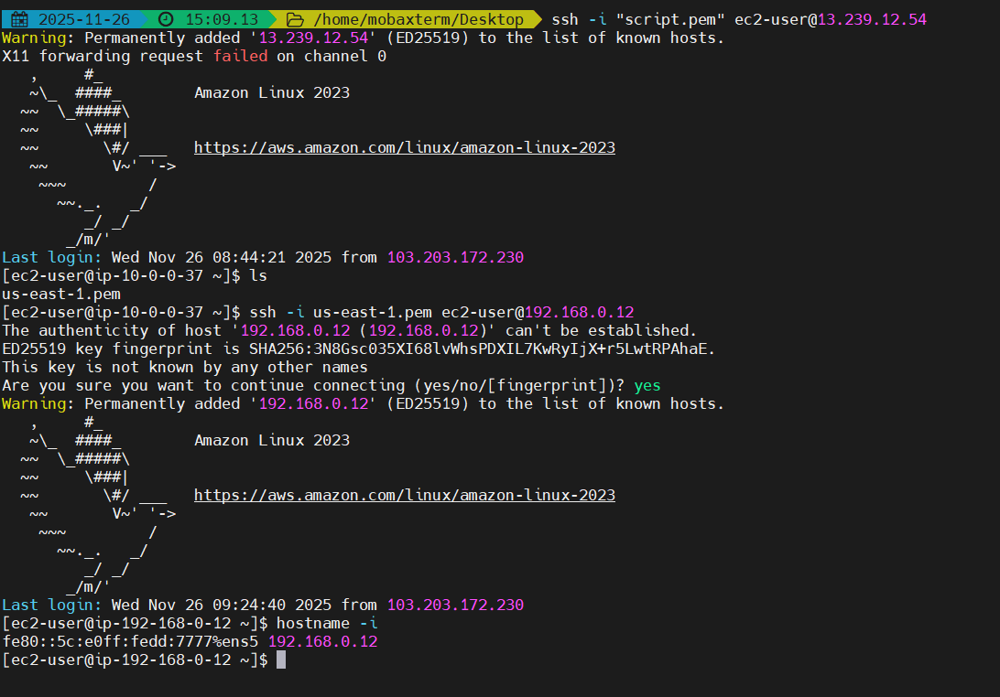 2025-11-26 15:09.13 /home/mobaxterm/Desktop ssh -i "script.pem" ec2-user@13.239.12.54
Warning: Permanently added '13.239.12.54' (ED25519) to the list of known hosts.
X11 forwarding request failed on channel 0
   ,     #_
   ~\_  ####_        Amazon Linux 2023
  ~~  \_#####\
  ~~     \###|
  ~~       \#/ ___   https://aws.amazon.com/linux/amazon-linux-2023
   ~~       V~' '->
    ~~~         /
      ~~._.   _/
         _/ _/
       _/m/'
Last login: Wed Nov 26 08:44:21 2025 from 103.203.172.230
[ec2-user@ip-10-0-0-37 ~]$ ls
us-east-1.pem
[ec2-user@ip-10-0-0-37 ~]$ ssh -i us-east-1.pem ec2-user@192.168.0.12
The authenticity of host '192.168.0.12 (192.168.0.12)' can't be established.
ED25519 key fingerprint is SHA256:3N8Gsc035XI68lvWhsPDXIL7KwRyIjX+r5LwtRPAhaE.
This key is not known by any other names
Are you sure you want to continue connecting (yes/no/[fingerprint])? yes
Warning: Permanently added '192.168.0.12' (ED25519) to the list of known hosts.
   ,     #_
   ~\_  ####_        Amazon Linux 2023
  ~~  \_#####\
  ~~     \###|
  ~~       \#/ ___   https://aws.amazon.com/linux/amazon-linux-2023
   ~~       V~' '->
    ~~~         /
      ~~._.   _/
         _/ _/
       _/m/'
Last login: Wed Nov 26 09:24:40 2025 from 103.203.172.230
[ec2-user@ip-192-168-0-12 ~]$ hostname -i
fe80::5c:e0ff:fedd:7777%ens5 192.168.0.12
[ec2-user@ip-192-168-0-12 ~]$